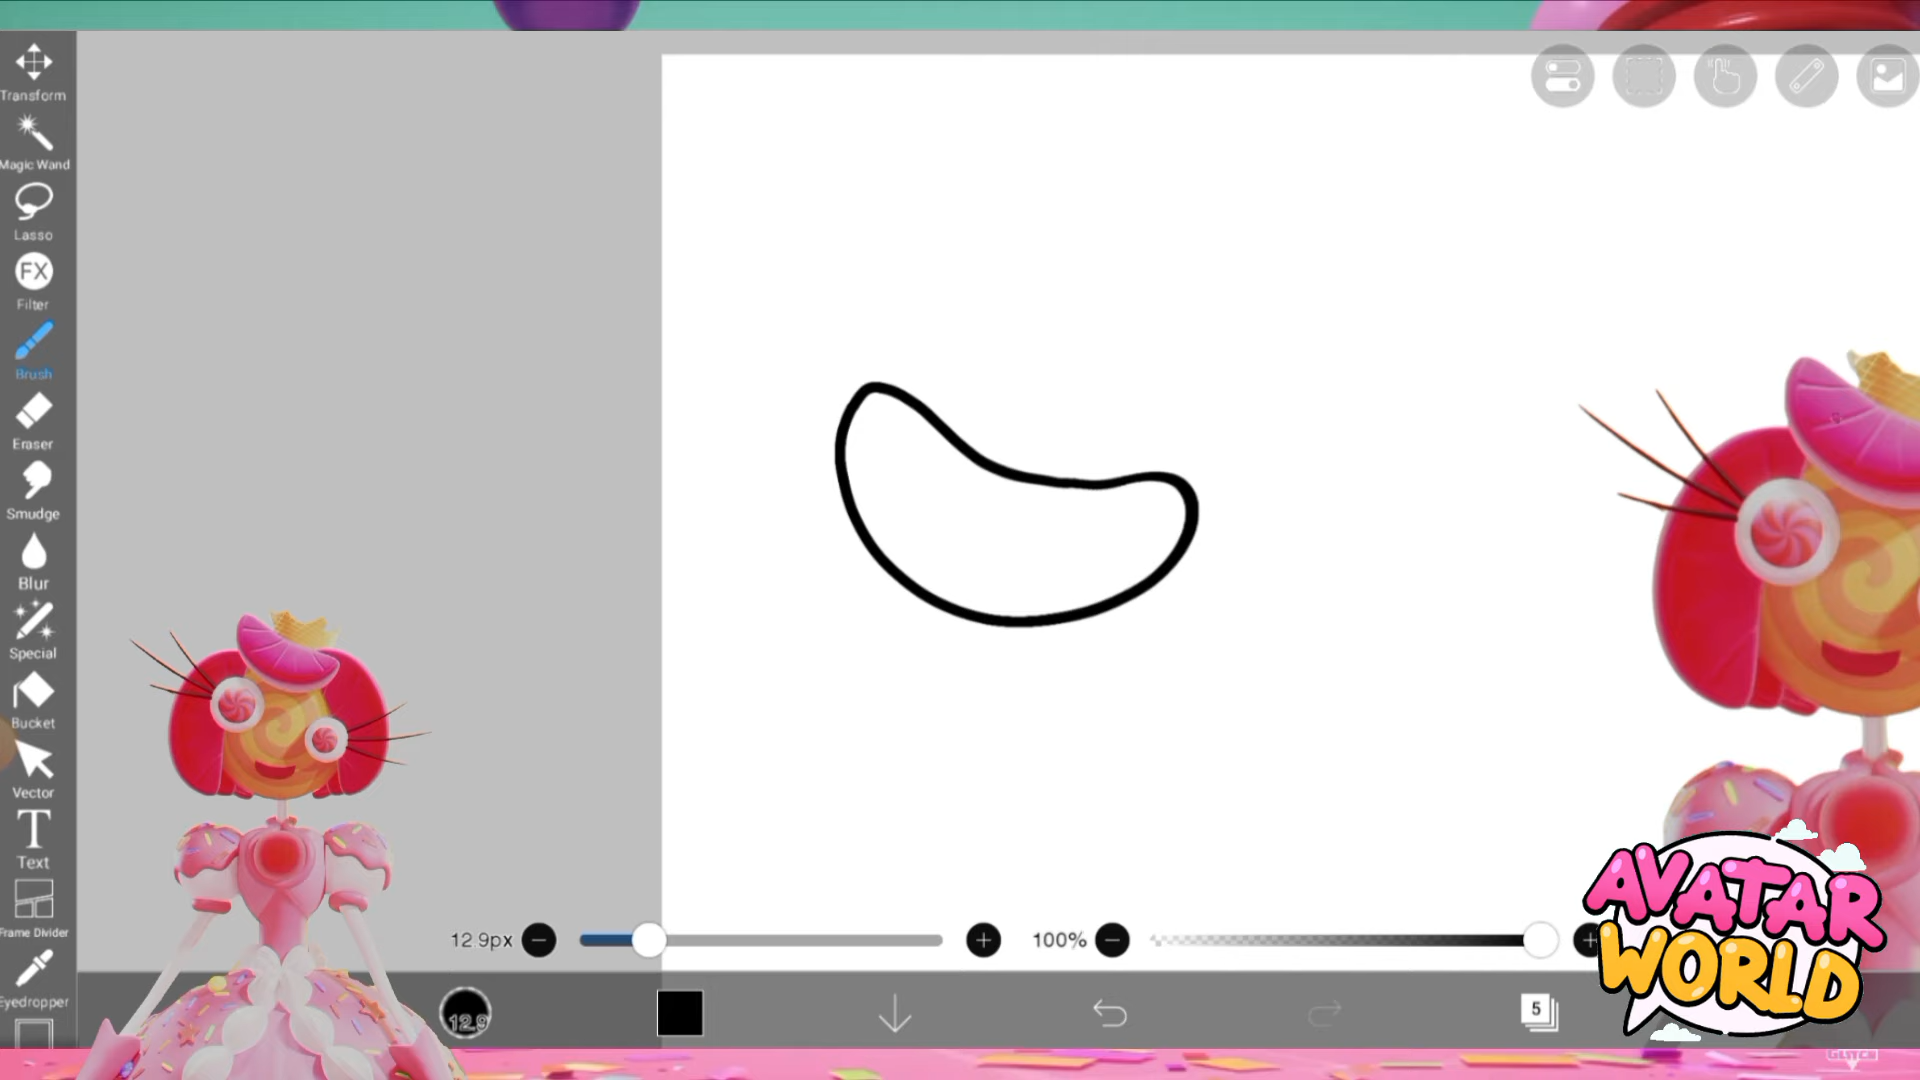 Transform
Magic Wand
Lasso
FX
Filter
Brush
Eraser
Smudge
Blur
Special
Bucket
Vector
T
Text
Frame Divider
Eyedropper
12.9px
100%
12.9
5
AVATAR
WORLD
GLITCH